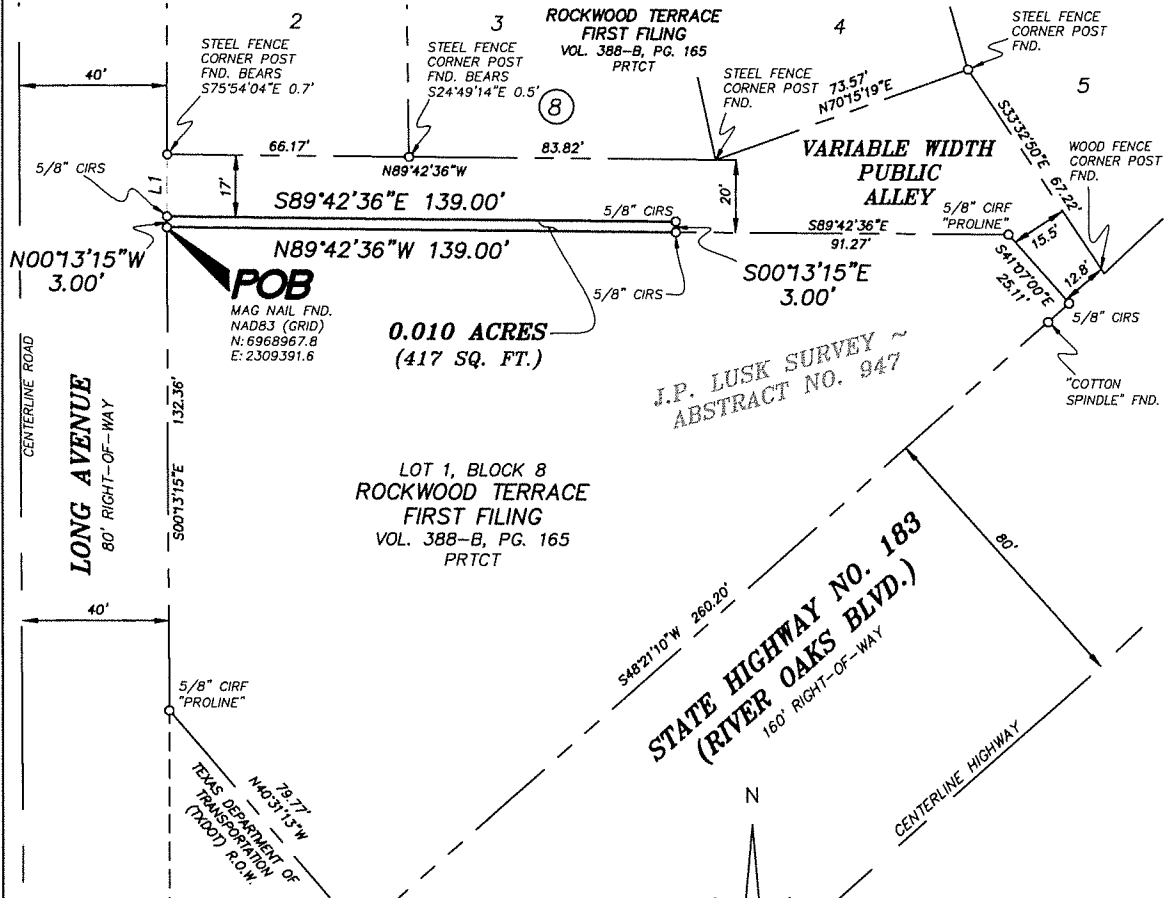 2
3
ROCKWOOD TERRACE
FIRST FILING
VOL. 388-B, PG. 165
PRTCT
4
STEEL FENCE
CORNER POST
FND.
STEEL FENCE
CORNER POST
FND. BEARS
S75°54'04"E 0.7'
STEEL FENCE
CORNER POST
FND. BEARS
S24°49'14"E 0.5'
8
STEEL FENCE
CORNER POST
FND.
73.57'
N70°15'19"E
5
40'
S33°32'50"E 67.22'
66.17'
83.82'
N89°42'36"W
VARIABLE WIDTH
PUBLIC
ALLEY
WOOD FENCE
CORNER POST
FND.
5/8" CIRS
L1
17'
20'
S89°42'36"E 139.00'
5/8" CIRS
5/8" CIRF
"PROLINE"
S89°42'36"E
91.27'
15.5'
N00°13'15"W
3.00'
N89°42'36"W 139.00'
S00°13'15"E
3.00'
S41°07'00"E
25.11'
12.8'
POB
MAG NAIL FND.
NAD83 (GRID)
N: 6968967.8
E: 2309391.6
5/8" CIRS
5/8" CIRS
0.010 ACRES
(417 SQ. FT.)
J.P. LUSK SURVEY ~
ABSTRACT NO. 947
"COTTON
SPINDLE" FND.
CENTERLINE ROAD
LONG AVENUE
80' RIGHT-OF-WAY
S00°13'15"E 132.36'
LOT 1, BLOCK 8
ROCKWOOD TERRACE
FIRST FILING
VOL. 388-B, PG. 165
PRTCT
80'
S48°21'10"W 260.20'
STATE HIGHWAY NO. 183
(RIVER OAKS BLVD.)
160' RIGHT-OF-WAY
40'
5/8" CIRF
"PROLINE"
79.77'
N40°31'13"W
TEXAS DEPARTMENT OF
TRANSPORTATION
(TXDOT) R.O.W.
N
CENTERLINE HIGHWAY